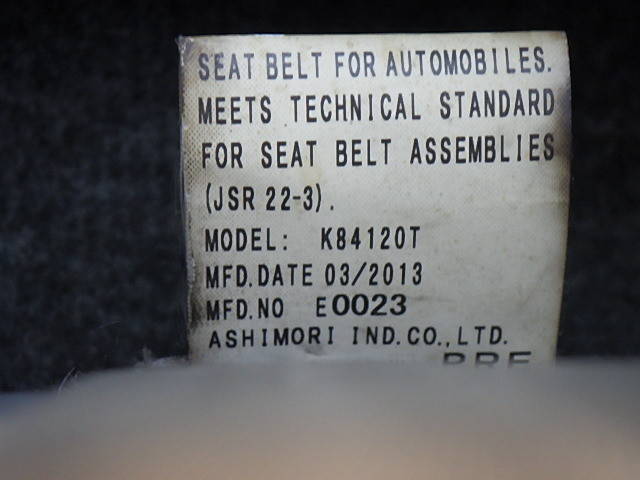 SEAT BELT FOR AUTOMOBILES.
MEETS TECHNICAL STANDARD
FOR SEAT BELT ASSEMBLIES
(JSR 22-3).
MODEL: K84120T
MFD.DATE 03/2013
MFD.NO E0023
ASHIMORI IND.CO.,LTD.